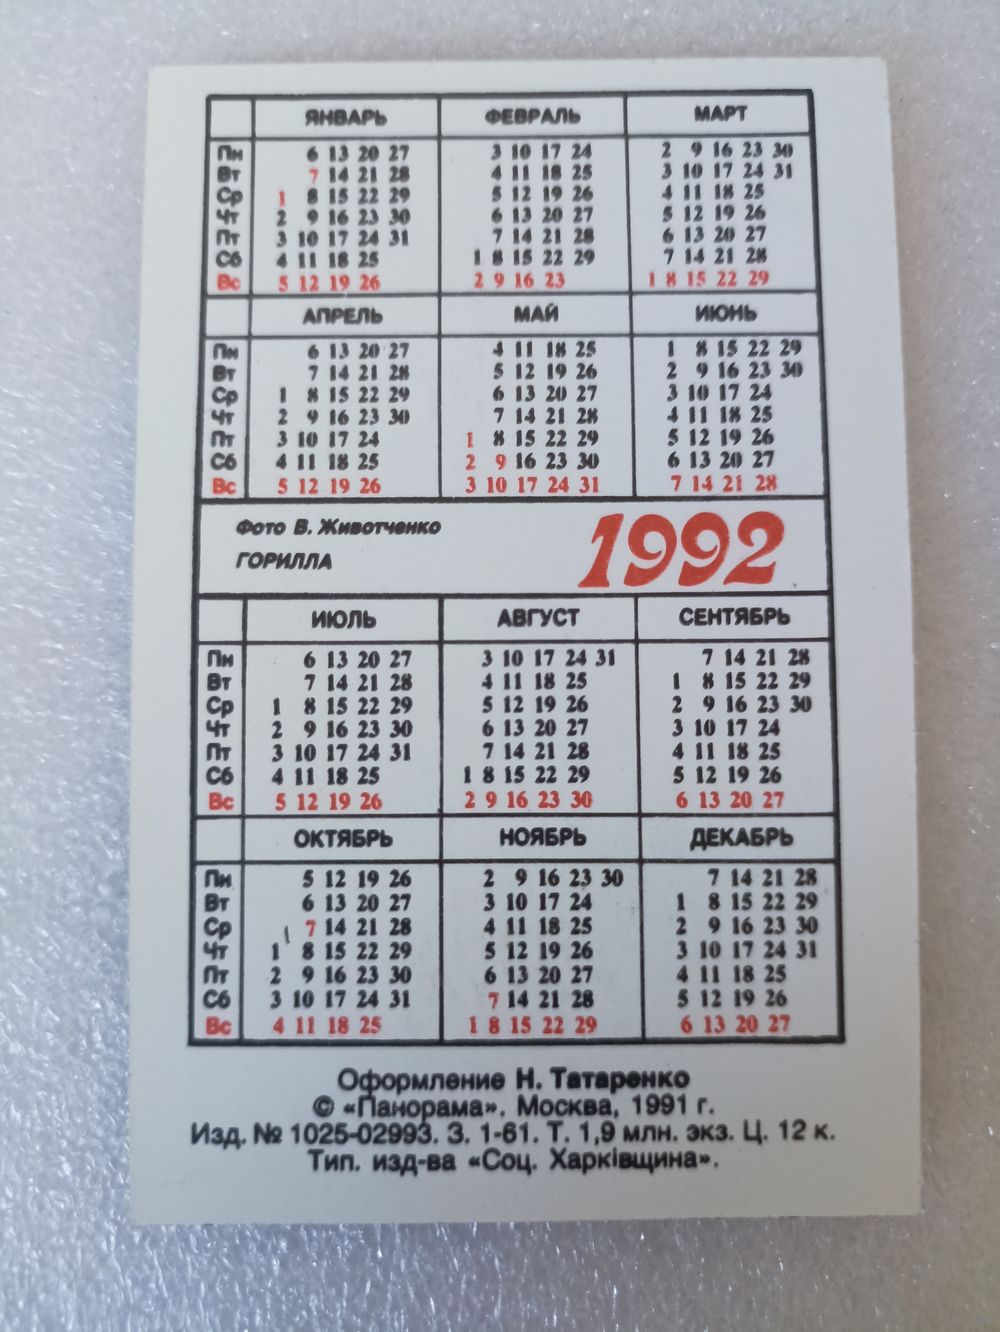 ЯНВАРЬ ФЕВРАЛЬ МАРТ
Пн 6 13 20 27 3 10 17 24 2 9 16 23 30
Вт 7 14 21 28 4 11 18 25 3 10 17 24 31
Ср 1 8 15 22 29 5 12 19 26 4 11 18 25
Чт 2 9 16 23 30 6 13 20 27 5 12 19 26
Пт 3 10 17 24 31 7 14 21 28 6 13 20 27
Сб 4 11 18 25 1 8 15 22 29 7 14 21 28
Вс 5 12 19 26 2 9 16 23 1 8 15 22 29
АПРЕЛЬ МАЙ ИЮНЬ
Пн 6 13 20 27 4 11 18 25 1 8 15 22 29
Вт 7 14 21 28 5 12 19 26 2 9 16 23 30
Ср 1 8 15 22 29 6 13 20 27 3 10 17 24
Чт 2 9 16 23 30 7 14 21 28 4 11 18 25
Пт 3 10 17 24 1 8 15 22 29 5 12 19 26
Сб 4 11 18 25 2 9 16 23 30 6 13 20 27
Вс 5 12 19 26 3 10 17 24 31 7 14 21 28
Фото В. Животченко
ГОРИЛЛА
1992
ИЮЛЬ АВГУСТ СЕНТЯБРЬ
Пн 6 13 20 27 3 10 17 24 31 7 14 21 28
Вт 7 14 21 28 4 11 18 25 1 8 15 22 29
Ср 1 8 15 22 29 5 12 19 26 2 9 16 23 30
Чт 2 9 16 23 30 6 13 20 27 3 10 17 24
Пт 3 10 17 24 31 7 14 21 28 4 11 18 25
Сб 4 11 18 25 1 8 15 22 29 5 12 19 26
Вс 5 12 19 26 2 9 16 23 30 6 13 20 27
ОКТЯБРЬ НОЯБРЬ ДЕКАБРЬ
Пн 5 12 19 26 2 9 16 23 30 7 14 21 28
Вт 6 13 20 27 3 10 17 24 1 8 15 22 29
Ср 7 14 21 28 4 11 18 25 2 9 16 23 30
Чт 1 8 15 22 29 5 12 19 26 3 10 17 24 31
Пт 2 9 16 23 30 6 13 20 27 4 11 18 25
Сб 3 10 17 24 31 7 14 21 28 5 12 19 26
Вс 4 11 18 25 1 8 15 22 29 6 13 20 27
Оформление Н. Татаренко
© «Панорама». Москва, 1991 г.
Изд. № 1025-02993. З. 1-61. Т. 1,9 млн. экз. Ц. 12 к.
Тип. изд-ва «Соц. Харківщина».